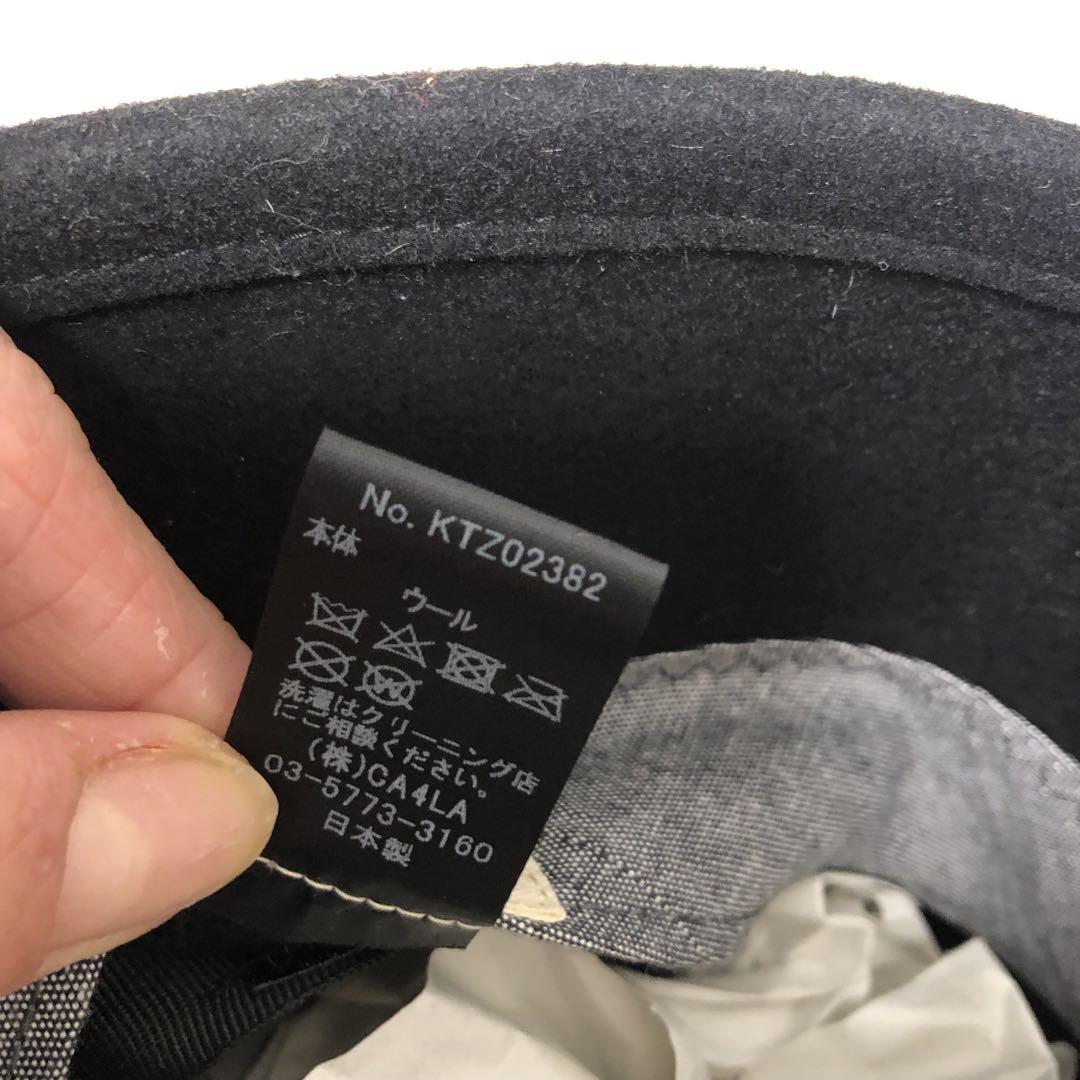 No. KTZ02382
本体
ウール
洗濯はクリーニング店
にご相談ください。
(株)CA4LA
03-5773-3160
日本製